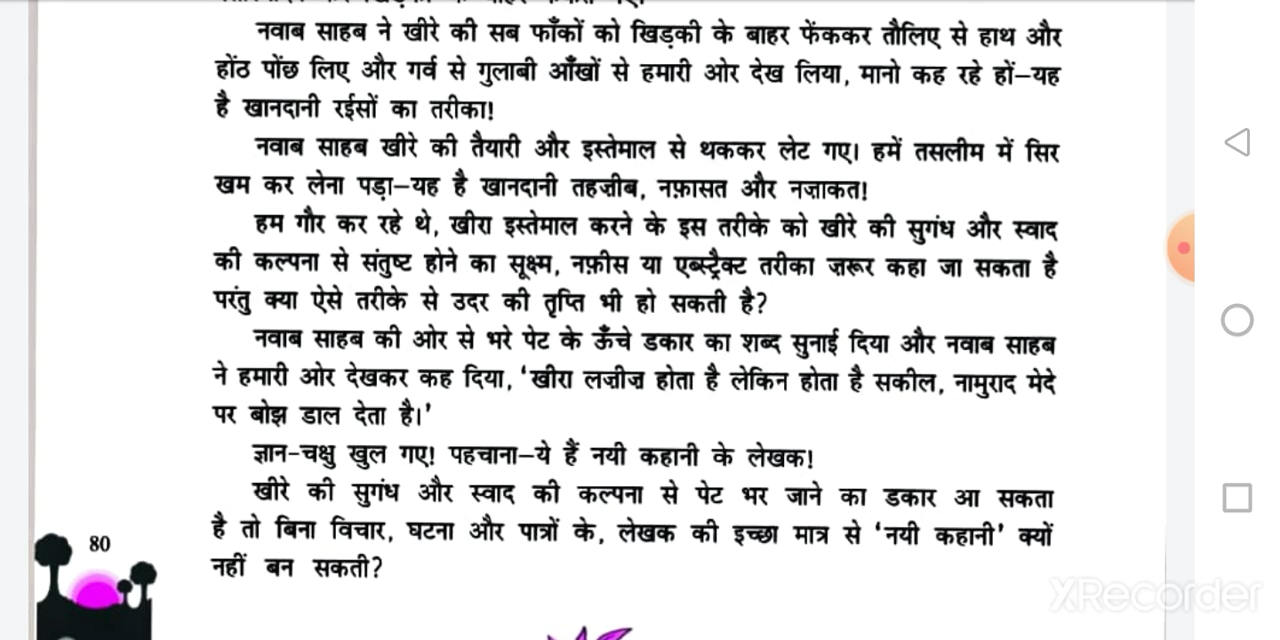 नवाब साहब ने खीरे की सब फाँकों को खिड़की के बाहर फेंककर तौलिए से हाथ और
होंठ पोंछ लिए और गर्व से गुलाबी आँखों से हमारी ओर देख लिया, मानो कह रहे हों–यह
है खानदानी रईसों का तरीका!
नवाब साहब खीरे की तैयारी और इस्तेमाल से थककर लेट गए। हमें तसलीम में सिर
खम कर लेना पड़ा–यह है ख़ानदानी तहज़ीब, नफ़ासत और नज़ाकत!
हम गौर कर रहे थे, खीरा इस्तेमाल करने के इस तरीके को खीरे की सुगंध और स्वाद
की कल्पना से संतुष्ट होने का सूक्ष्म, नफ़ीस या एब्स्ट्रैक्ट तरीका ज़रूर कहा जा सकता है
परंतु क्या ऐसे तरीके से उदर की तृप्ति भी हो सकती है?
नवाब साहब की ओर से भरे पेट के ऊँचे डकार का शब्द सुनाई दिया और नवाब साहब
ने हमारी ओर देखकर कह दिया, ‘खीरा लज़ीज़ होता है लेकिन होता है सकील, नामुराद मेदे
पर बोझ डाल देता है।’
ज्ञान-चक्षु खुल गए! पहचाना–ये हैं नयी कहानी के लेखक!
खीरे की सुगंध और स्वाद की कल्पना से पेट भर जाने का डकार आ सकता
है तो बिना विचार, घटना और पात्रों के, लेखक की इच्छा मात्र से ‘नयी कहानी’ क्यों
नहीं बन सकती?
80
XRecorder